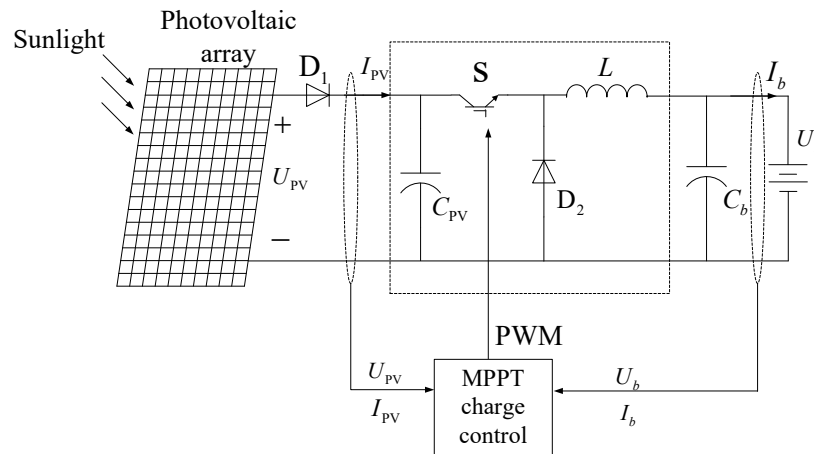 Photovoltaic
array
Sunlight
D1
IPV
S
L
Ib
+
UPV
−
CPV
D2
Cb
U
PWM
UPV
IPV
MPPT
charge
control
Ub
Ib